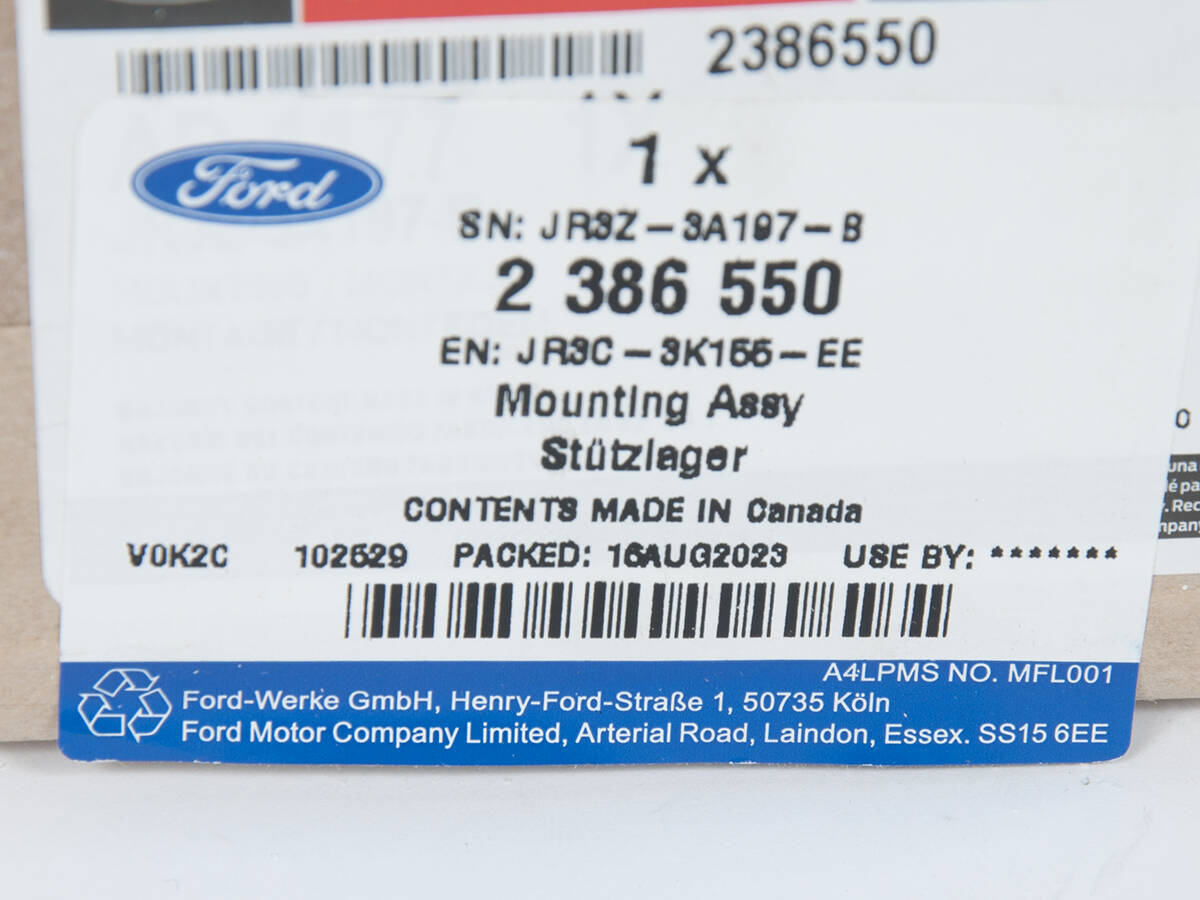 2386550
Ford
1 x
SN: JR3Z-3A197-B
2 386 550
EN: JR3C-3K155-EE
Mounting Assy
Stützlager
CONTENTS MADE IN Canada
V0K2C 102529 PACKED: 16AUG2023 USE BY: *******
A4LPMS NO. MFL001
Ford-Werke GmbH, Henry-Ford-Straße 1, 50735 Köln
Ford Motor Company Limited, Arterial Road, Laindon, Essex. SS15 6EE